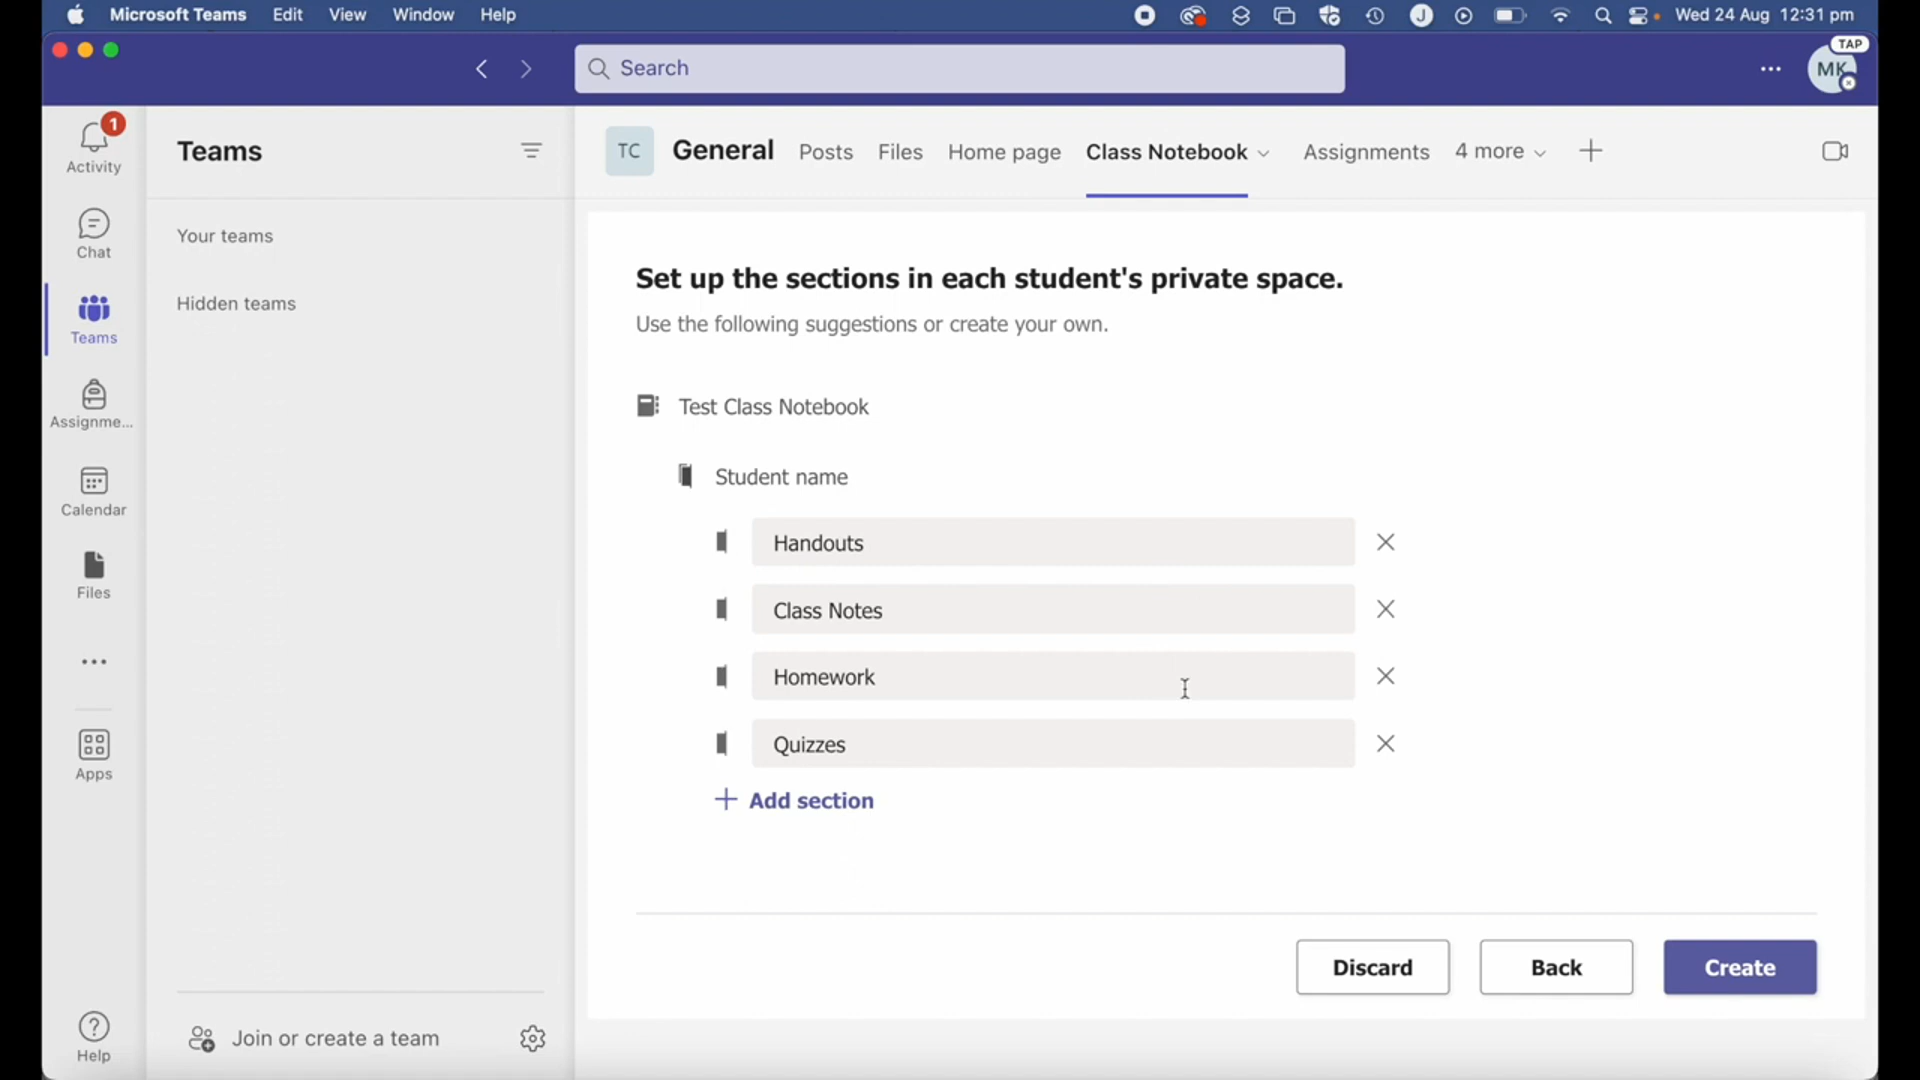 Microsoft Teams Edit View Window Help J Wed 24 Aug 12:31 pm
Search
TAP
MK
1
Activity
Chat
Teams
Assignme...
Calendar
Files
Apps
Help
Teams
Your teams
Hidden teams
Join or create a team
TC General Posts Files Home page Class Notebook Assignments 4 more
Set up the sections in each student's private space.
Use the following suggestions or create your own.
Test Class Notebook
Student name
Handouts
Class Notes
Homework
Quizzes
Add section
Discard Back Create